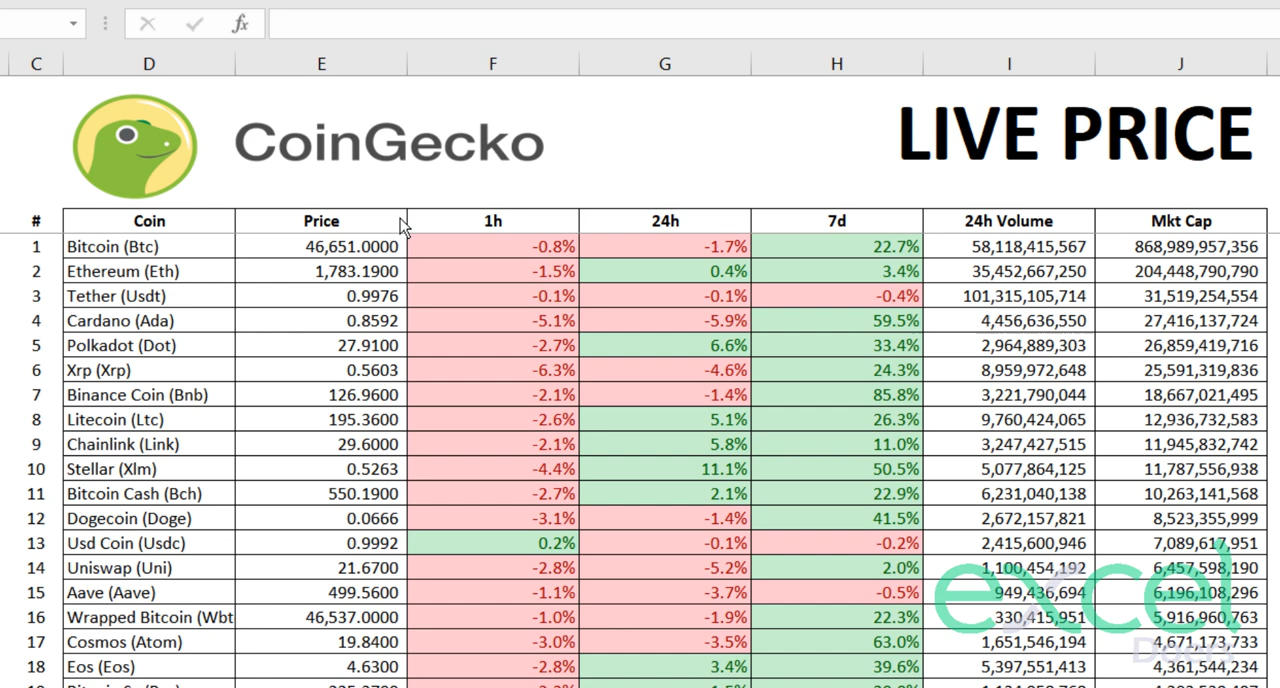 fx
C D E F G H I J
CoinGecko LIVE PRICE
# Coin Price 1h 24h 7d 24h Volume Mkt Cap
1 Bitcoin (Btc) 46,651.0000 -0.8% -1.7% 22.7% 58,118,415,567 868,989,957,356
2 Ethereum (Eth) 1,783.1900 -1.5% 0.4% 3.4% 35,452,667,250 204,448,790,790
3 Tether (Usdt) 0.9976 -0.1% -0.1% -0.4% 101,315,105,714 31,519,254,554
4 Cardano (Ada) 0.8592 -5.1% -5.9% 59.5% 4,456,636,550 27,416,137,724
5 Polkadot (Dot) 27.9100 -2.7% 6.6% 33.4% 2,964,889,303 26,859,419,716
6 Xrp (Xrp) 0.5603 -6.3% -4.6% 24.3% 8,959,972,648 25,591,319,836
7 Binance Coin (Bnb) 126.9600 -2.1% -1.4% 85.8% 3,221,790,044 18,667,021,495
8 Litecoin (Ltc) 195.3600 -2.6% 5.1% 26.3% 9,760,424,065 12,936,732,583
9 Chainlink (Link) 29.6000 -2.1% 5.8% 11.0% 3,247,427,515 11,945,832,742
10 Stellar (Xlm) 0.5263 -4.4% 11.1% 50.5% 5,077,864,125 11,787,556,938
11 Bitcoin Cash (Bch) 550.1900 -2.7% 2.1% 22.9% 6,231,040,138 10,263,141,568
12 Dogecoin (Doge) 0.0666 -3.1% -1.4% 41.5% 2,672,157,821 8,523,355,999
13 Usd Coin (Usdc) 0.9992 0.2% -0.1% -0.2% 2,415,600,946 7,089,617,951
14 Uniswap (Uni) 21.6700 -2.8% -5.2% 2.0% 1,100,454,192 6,457,598,190
15 Aave (Aave) 499.5600 -1.1% -3.7% -0.5% 949,436,694 6,196,108,296
16 Wrapped Bitcoin (Wbt 46,537.0000 -1.0% -1.9% 22.3% 330,415,951 5,916,960,763
17 Cosmos (Atom) 19.8400 -3.0% -3.5% 63.0% 1,651,546,194 4,671,173,733
18 Eos (Eos) 4.6300 -2.8% 3.4% 39.6% 5,397,551,413 4,361,544,234
excel
Doers